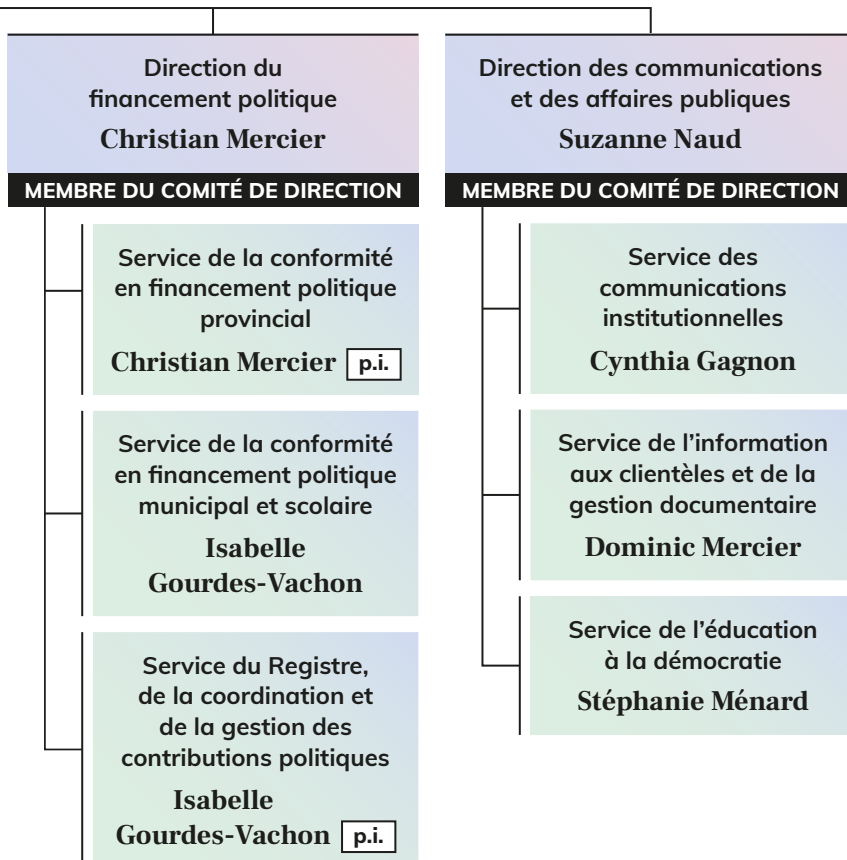 Direction du
financement politique
Christian Mercier
MEMBRE DU COMITÉ DE DIRECTION
Service de la conformité
en financement politique
provincial
Christian Mercier p.i.
Service de la conformité
en financement politique
municipal et scolaire
Isabelle
Gourdes-Vachon
Service du Registre,
de la coordination et
de la gestion des
contributions politiques
Isabelle
Gourdes-Vachon p.i.
Direction des communications
et des affaires publiques
Suzanne Naud
MEMBRE DU COMITÉ DE DIRECTION
Service des
communications
institutionnelles
Cynthia Gagnon
Service de l’information
aux clientèles et de la
gestion documentaire
Dominic Mercier
Service de l’éducation
à la démocratie
Stéphanie Ménard